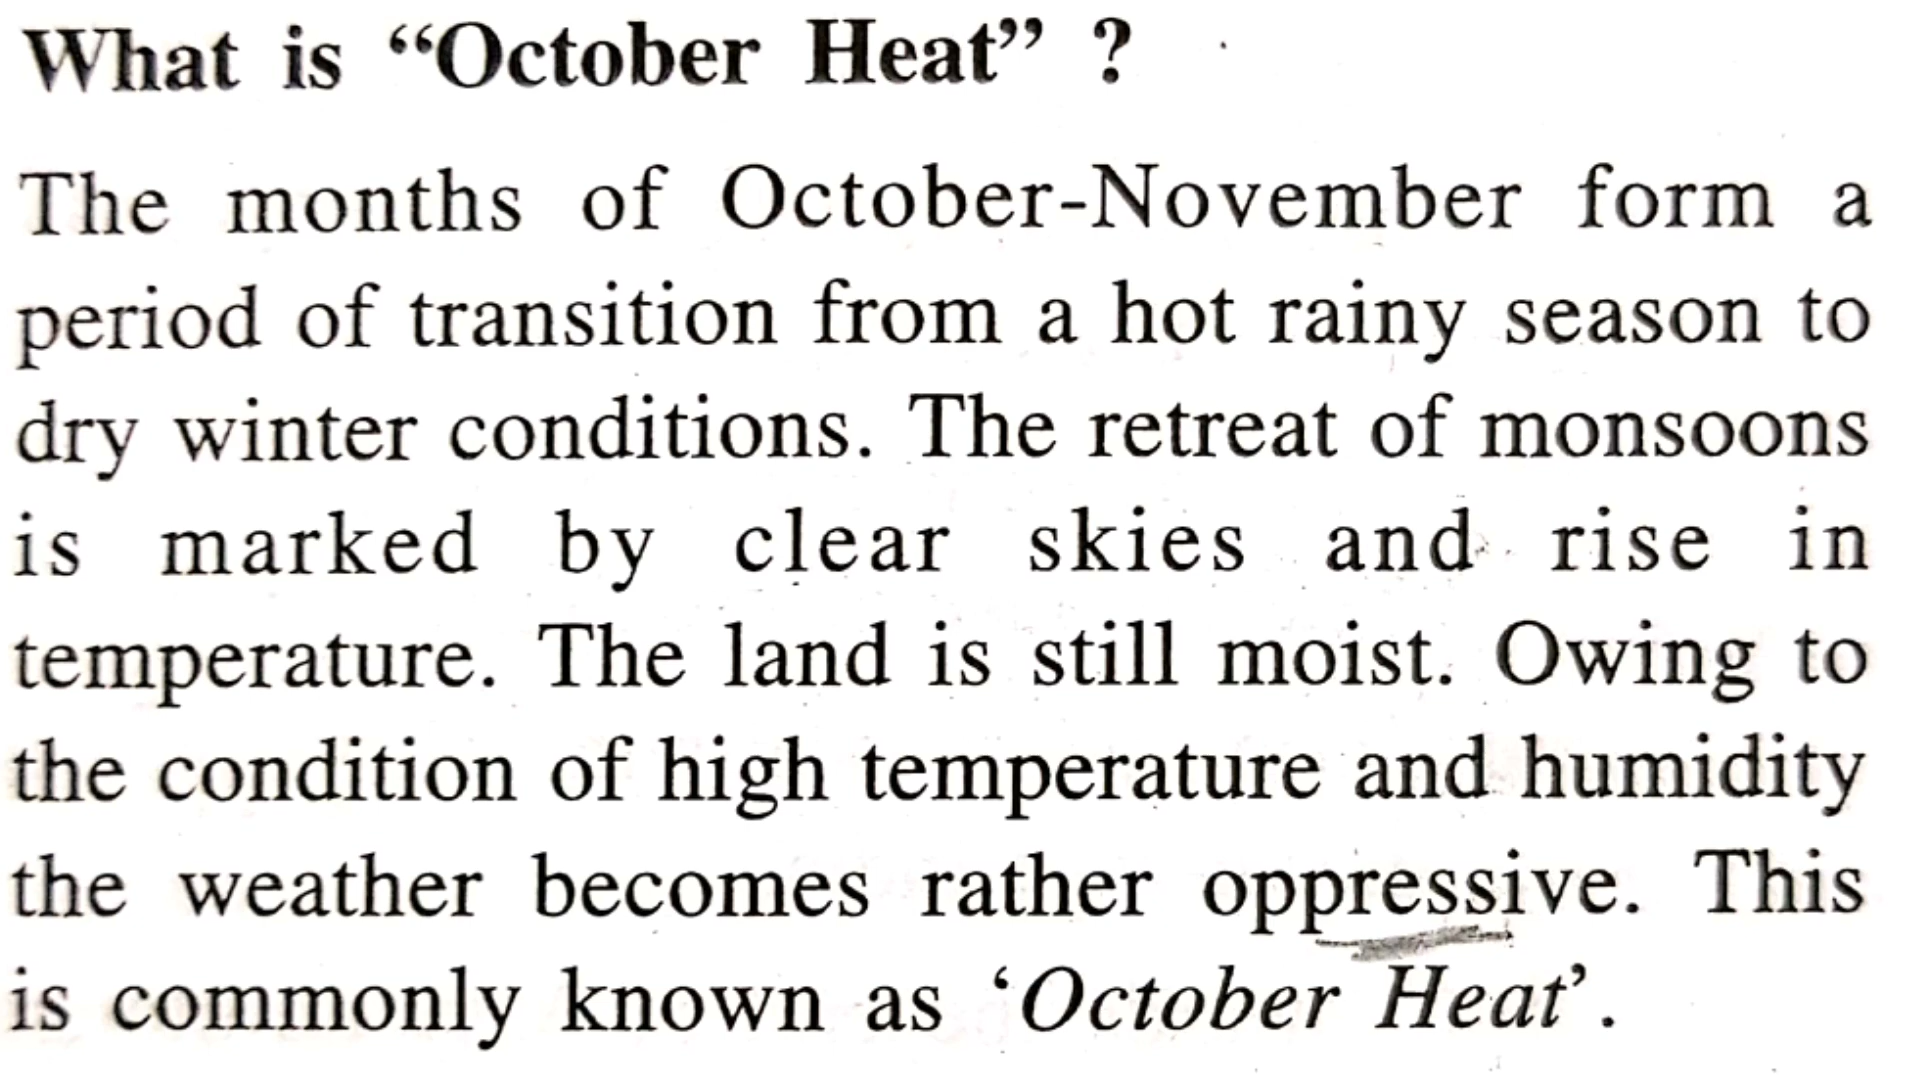 What is “October Heat” ?
The months of October-November form a
period of transition from a hot rainy season to
dry winter conditions. The retreat of monsoons
is marked by clear skies and rise in
temperature. The land is still moist. Owing to
the condition of high temperature and humidity
the weather becomes rather oppressive. This
is commonly known as ‘October Heat’.